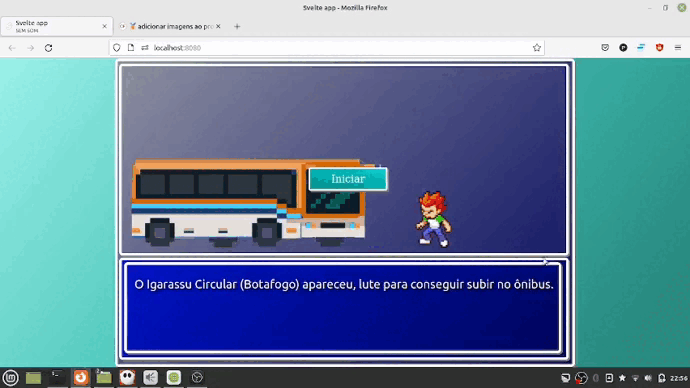 Svelte app - Mozilla Firefox
Svelte app
SEM SOM
adicionar imagens ao pro
localhost:8080
Iniciar
O Igarassu Circular (Botafogo) apareceu, lute para conseguir subir no ônibus.
22:56